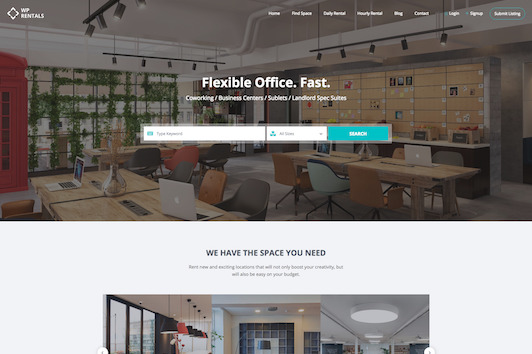 WP
RENTALS
Home Find Space Daily Rental Hourly Rental Blog Contact Login Signup Submit Listing
Flexible Office. Fast.
Coworking / Business Centers / Sublets / Landlord Spec Suites
Type Keyword All Sizes SEARCH
WE HAVE THE SPACE YOU NEED
Rent new and exciting locations that will not only boost your creativity, but
will also be easy on your budget.